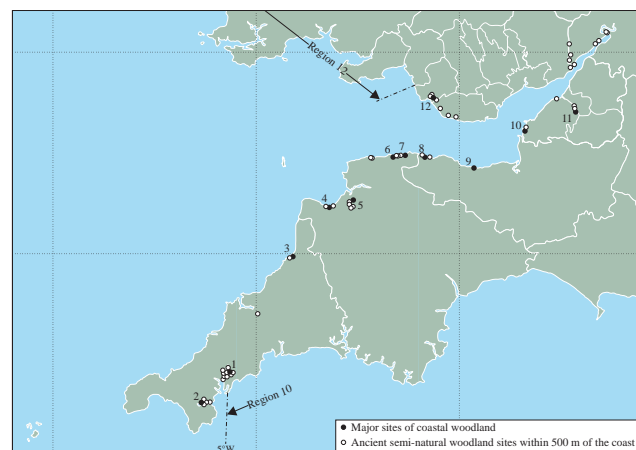 Region 12
12
11
10
6 7 8
9
4
5
3
1
2
Region 10
5°W
Major sites of coastal woodland
Ancient semi-natural woodland sites within 500 m of the coast